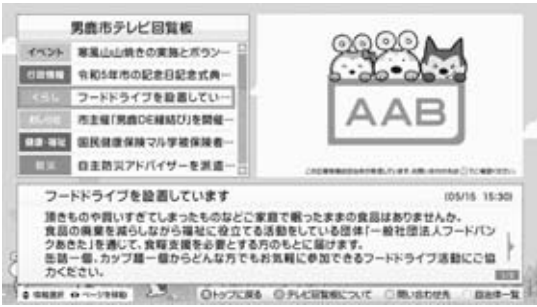 男鹿市テレビ回覧板
イベント 寒風山山焼きの実施とボラン…
行政情報 令和5年市の記念日記念式典…
くらし フードドライブを設置してい…
市主催「男鹿DE縁結び」を開催…
健康・福祉 国民健康保険マル学被保険者…
防災 自主防災アドバイザーを派遣…
AAB
フードドライブを設置しています (05/15 15:30)
頂きものや買いすぎてしまったものなどご家庭で眠ったままの食品はありませんか。
食品の廃棄を減らしながら福祉に役立てる活動をしている団体「一般社団法人フードバン
クあきた」を通じて、食糧支援を必要とする方のもとに届けます。
缶詰一個、カップ麺一個からどんな方でもお気軽に参加できるフードドライブ活動にご協
力ください。
情報選択 ページを移動 トップに戻る テレビ回覧板について 問い合わせ先 自治体一覧